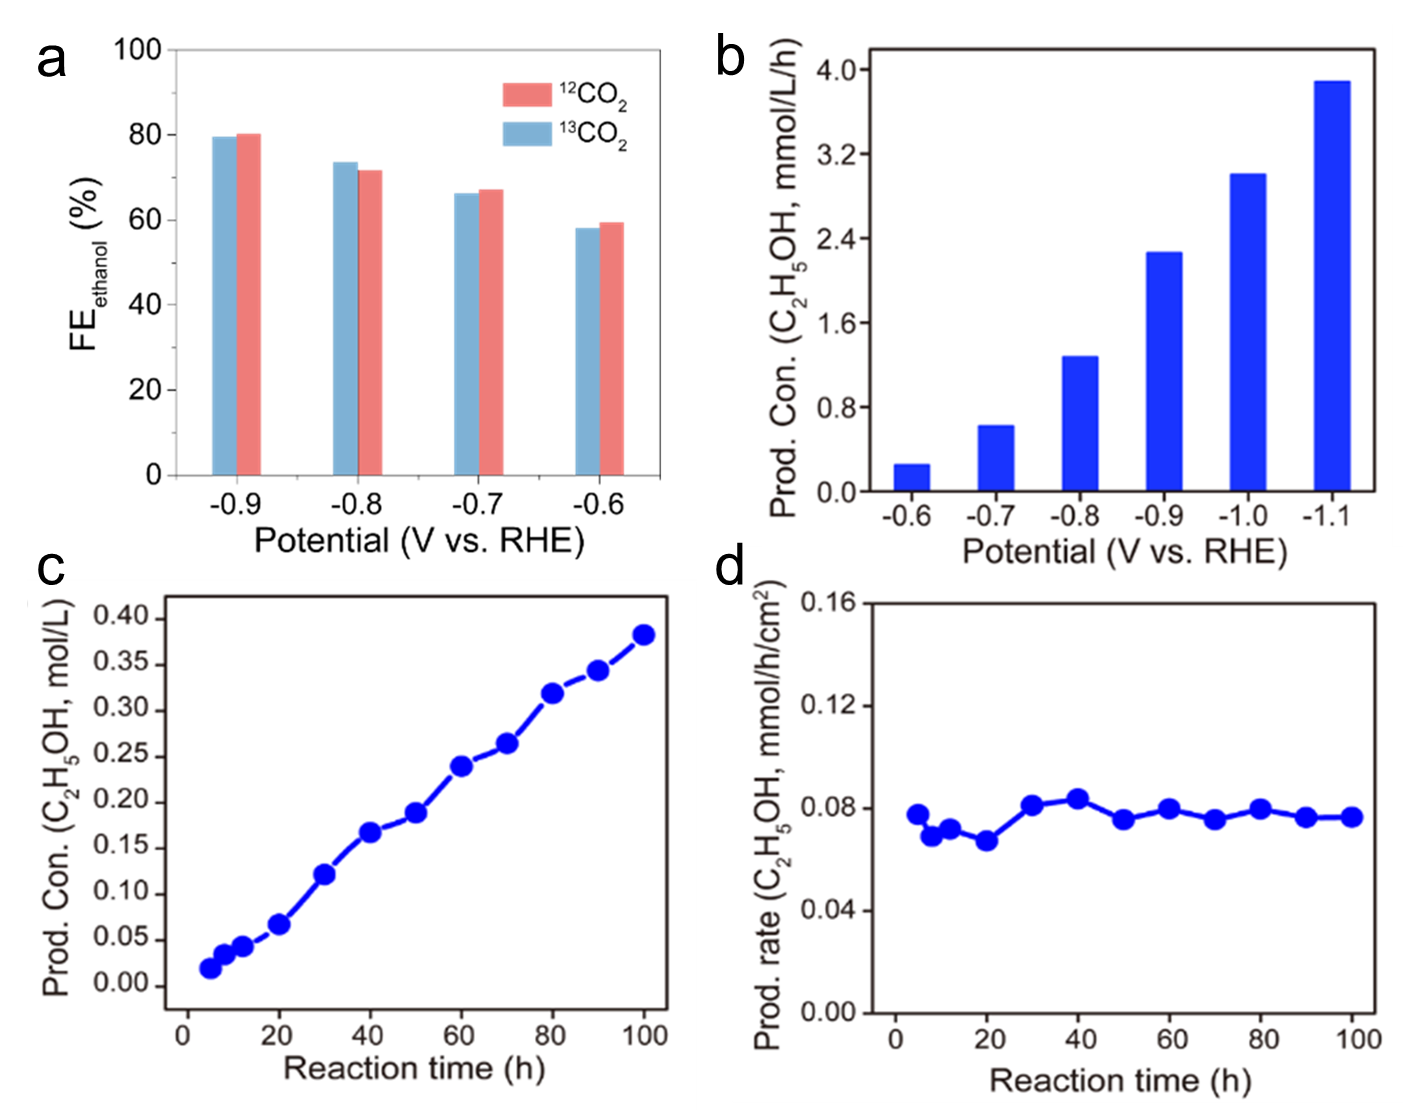 a
100
80
60
40
20
0
FEethanol (%)
12CO2
13CO2
-0.9 -0.8 -0.7 -0.6
Potential (V vs. RHE)
b
4.0
3.2
2.4
1.6
0.8
0.0
Prod. Con. (C2H5OH, mmol/L/h)
-0.6 -0.7 -0.8 -0.9 -1.0 -1.1
Potential (V vs. RHE)
c
0.40
0.35
0.30
0.25
0.20
0.15
0.10
0.05
0.00
Prod. Con. (C2H5OH, mol/L)
0 20 40 60 80 100
Reaction time (h)
d
0.16
0.12
0.08
0.04
0.00
Prod. rate (C2H5OH, mmol/h/cm2)
0 20 40 60 80 100
Reaction time (h)